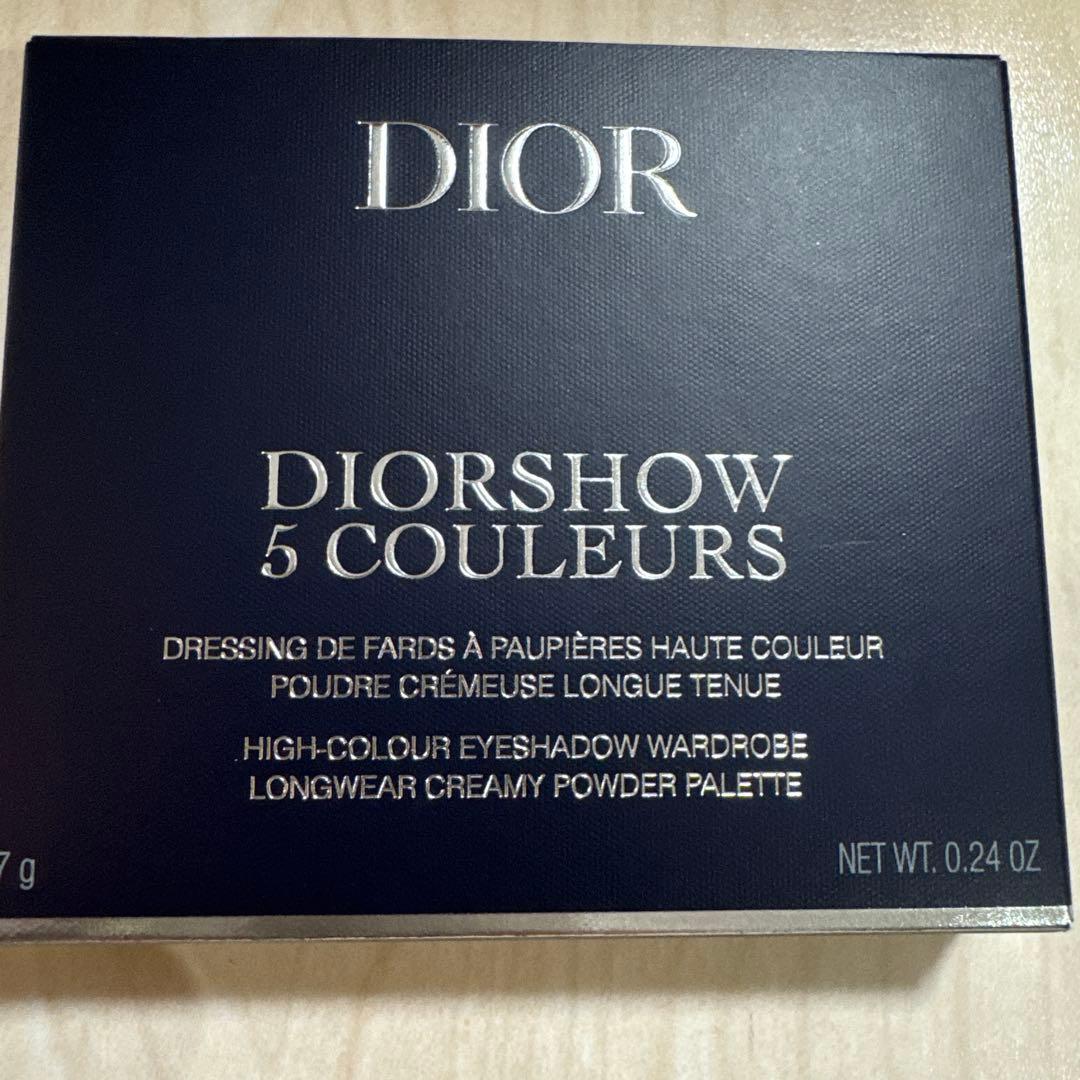 DIOR
DIORSHOW
5 COULEURS
DRESSING DE FARDS À PAUPIÈRES HAUTE COULEUR
POUDRE CRÉMEUSE LONGUE TENUE
HIGH-COLOUR EYESHADOW WARDROBE
LONGWEAR CREAMY POWDER PALETTE
7 g
NET WT. 0.24 OZ